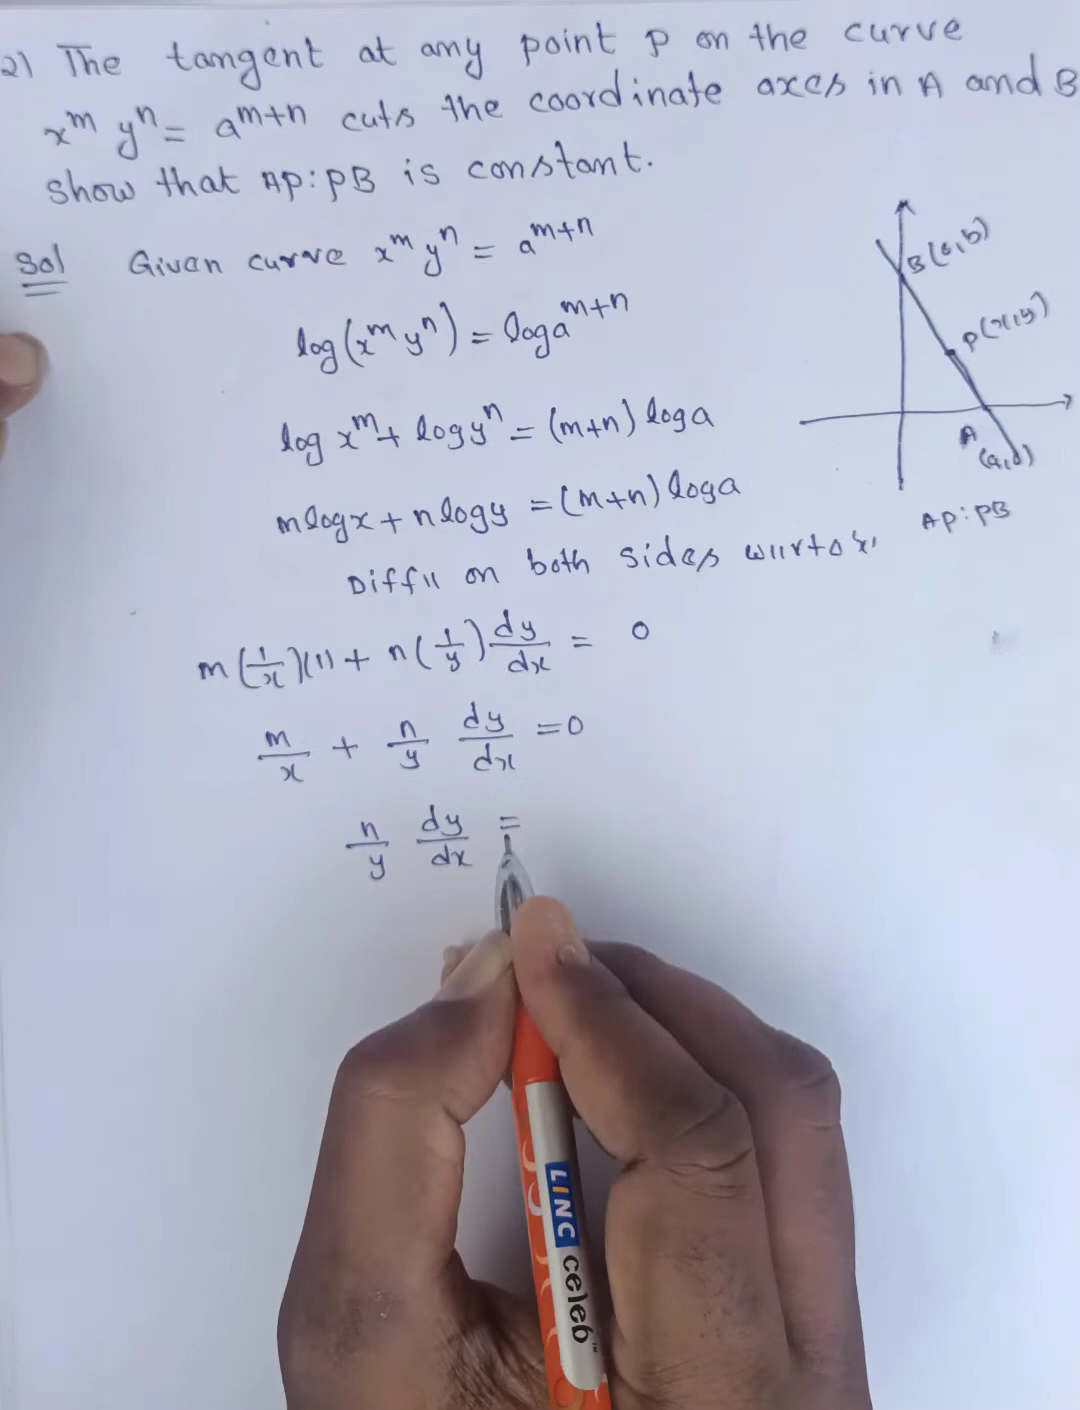 2) The tangent at any point P on the curve
x^m y^n = a^{m+n} cuts the coordinate axes in A and B
show that AP:PB is constant.
Sol Given curve x^m y^n = a^{m+n}
log(x^m y^n) = log a^{m+n}
log x^m + log y^n = (m+n) log a
m log x + n log y = (m+n) log a
Diff on both sides w r to x,
m(1/x)(1) + n(1/y) dy/dx = 0
m/x + n/y dy/dx = 0
n/y dy/dx =
B(0,b)
P(x,y)
A
(a,0)
AP:PB
LINC celeb